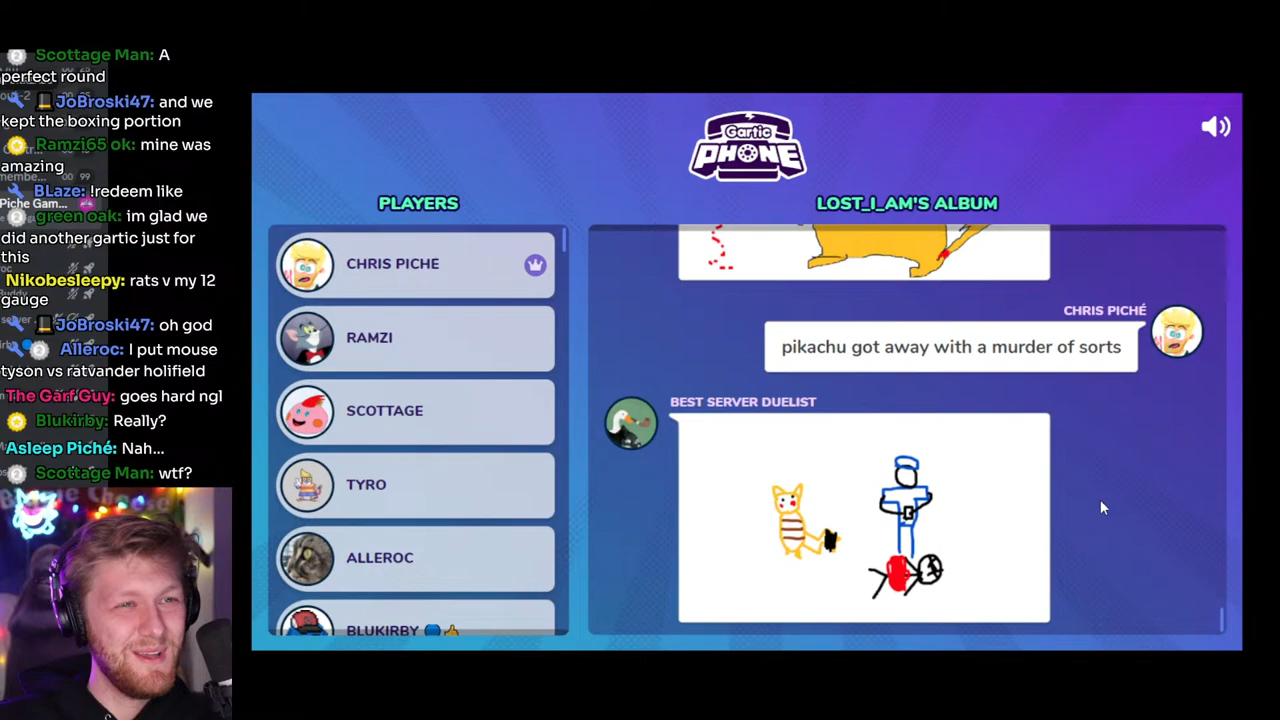 Scottage Man: A
perfect round
JoBroski47: and we
kept the boxing portion
Ramzi65 ok: mine was
amazing
BLaze: !redeem like
green oak: im glad we
did another gartic just for
this
Nikobesleepy: rats v my 12
gauge
JoBroski47: oh god
Alleroc: I put mouse
tyson vs ratvander holifield
The Garf Guy: goes hard ngl
Blukirby: Really?
Asleep Piché: Nah...
Scottage Man: wtf?
Piche Gam...
Gartic
PHONE
PLAYERS
CHRIS PICHE
RAMZI
SCOTTAGE
TYRO
ALLEROC
BLUKIRBY
LOST_I_AM'S ALBUM
CHRIS PICHÉ
pikachu got away with a murder of sorts
BEST SERVER DUELIST